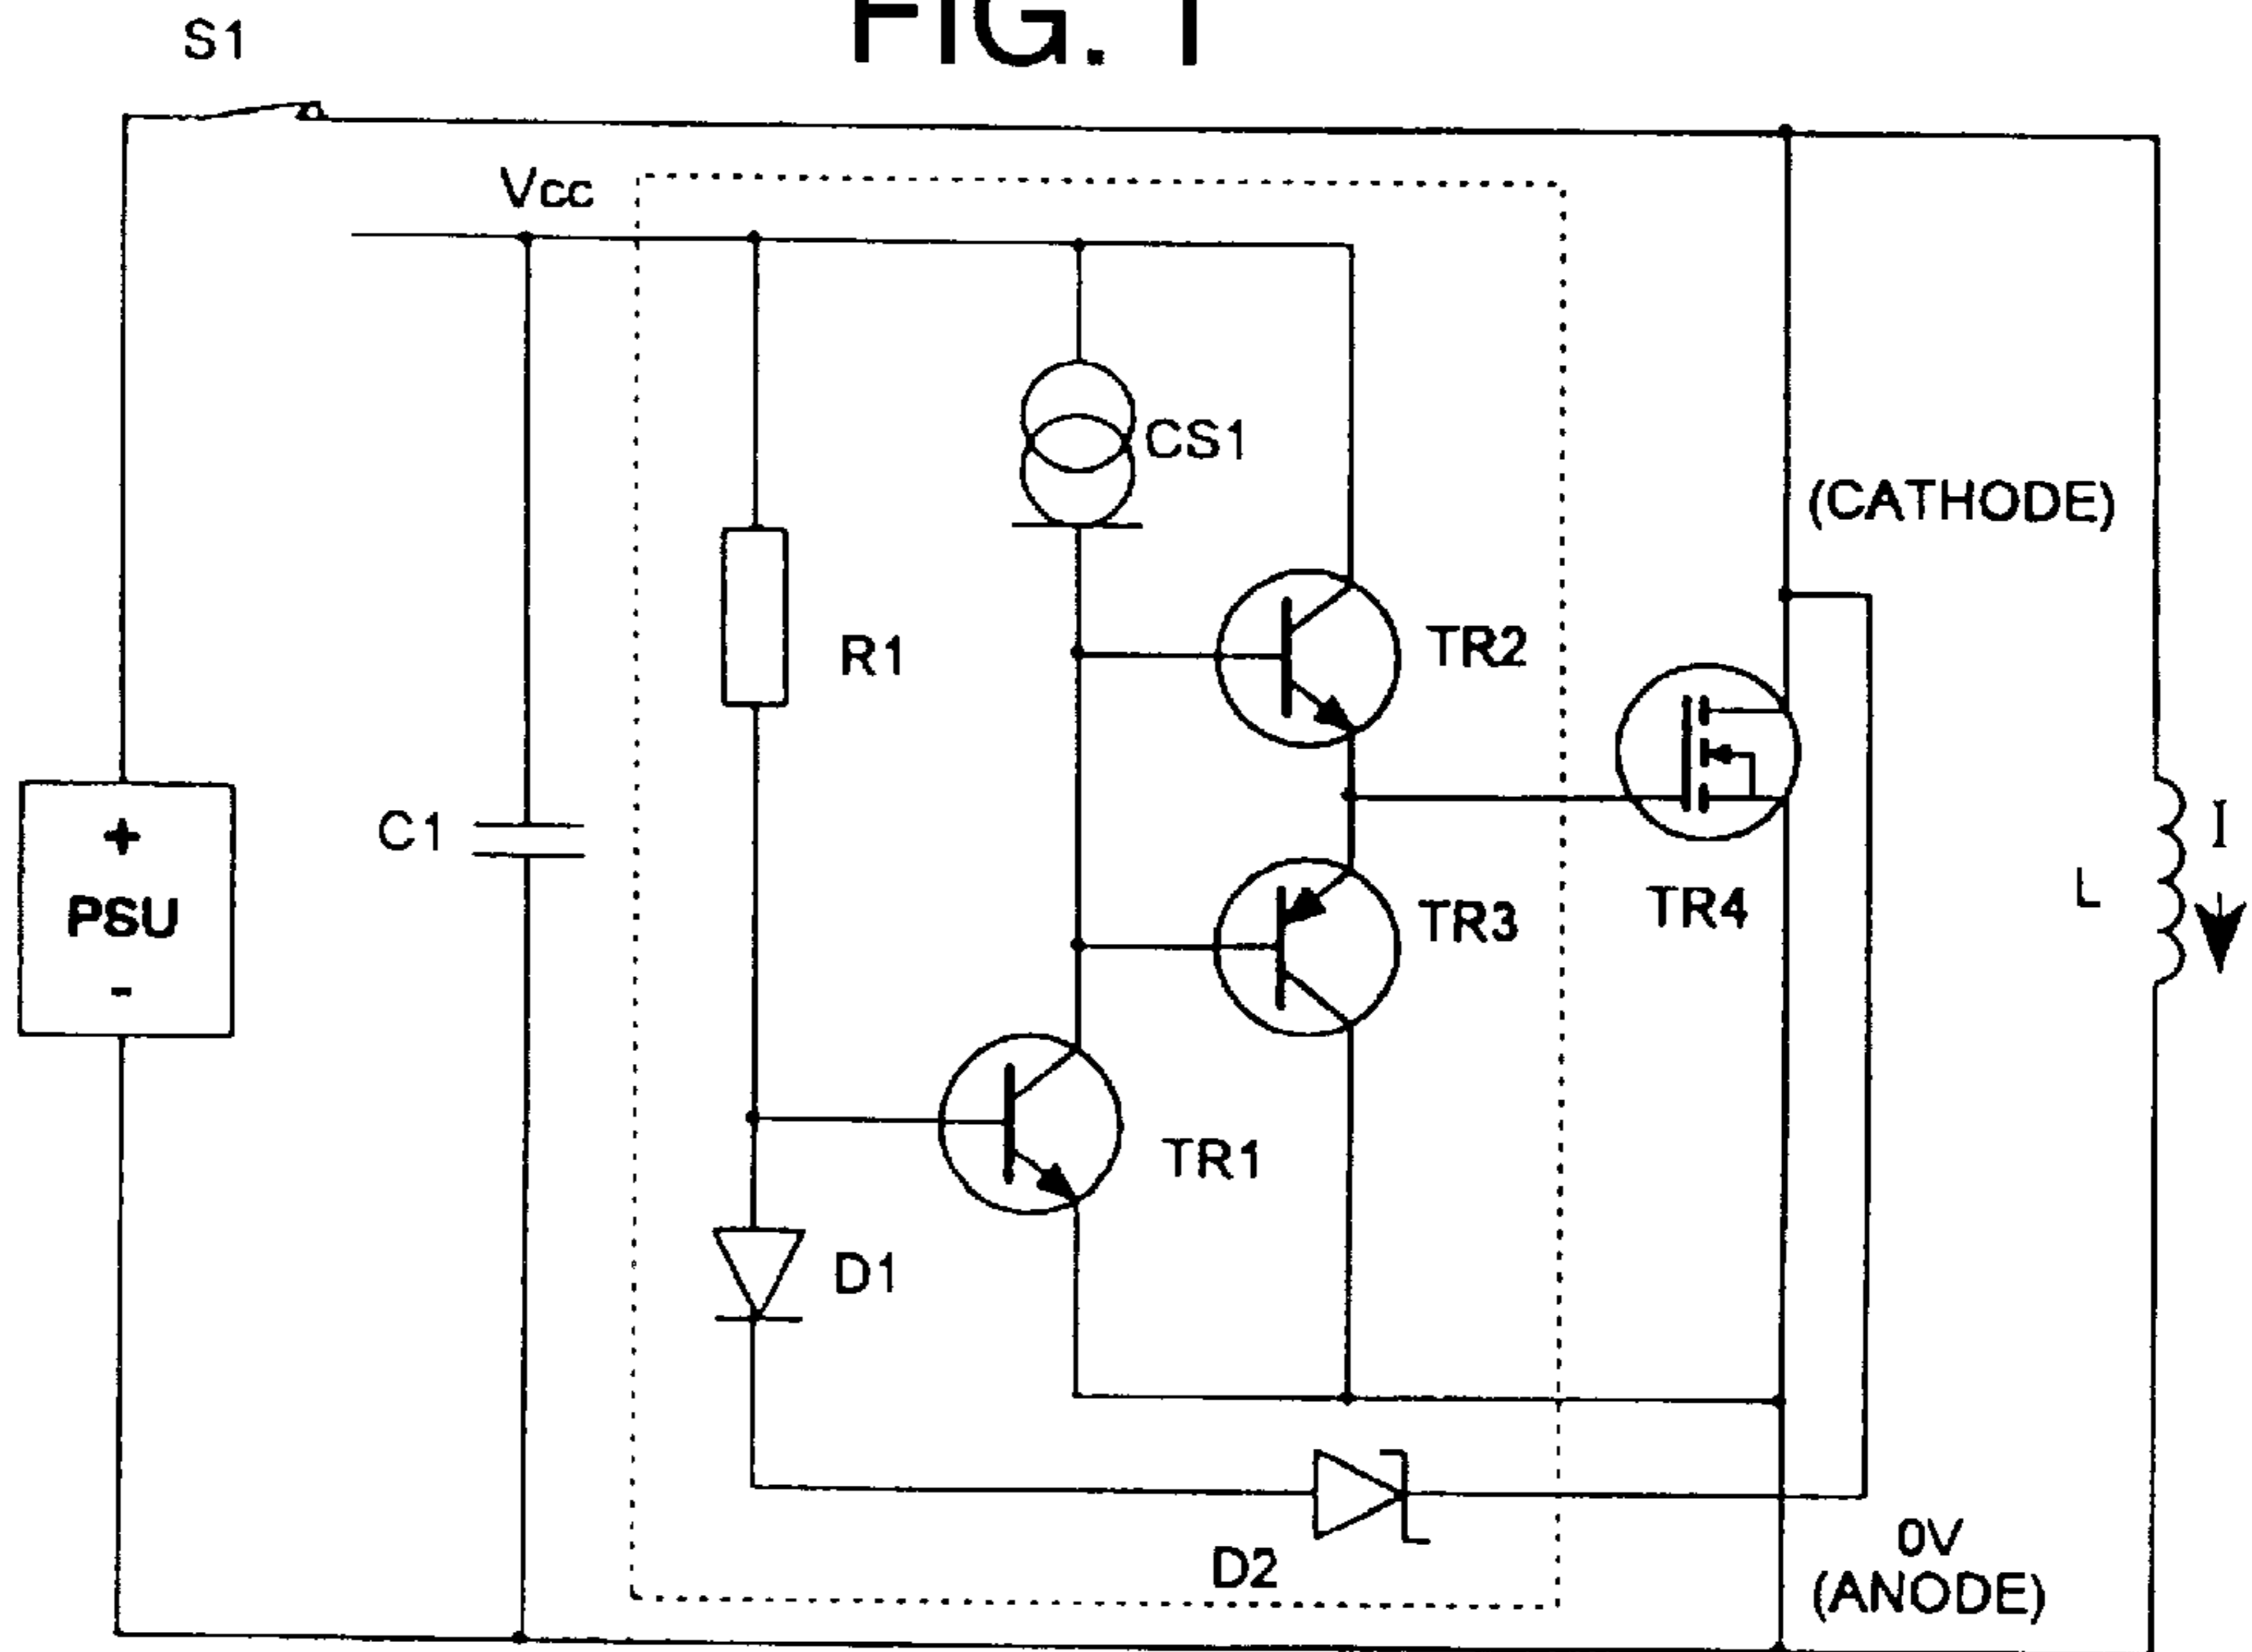 FIG. 1
S1
Vcc
CS1
(CATHODE)
R1
TR2
+
PSU
-
C1
I
L
TR3
TR4
TR1
D1
D2
0V
(ANODE)